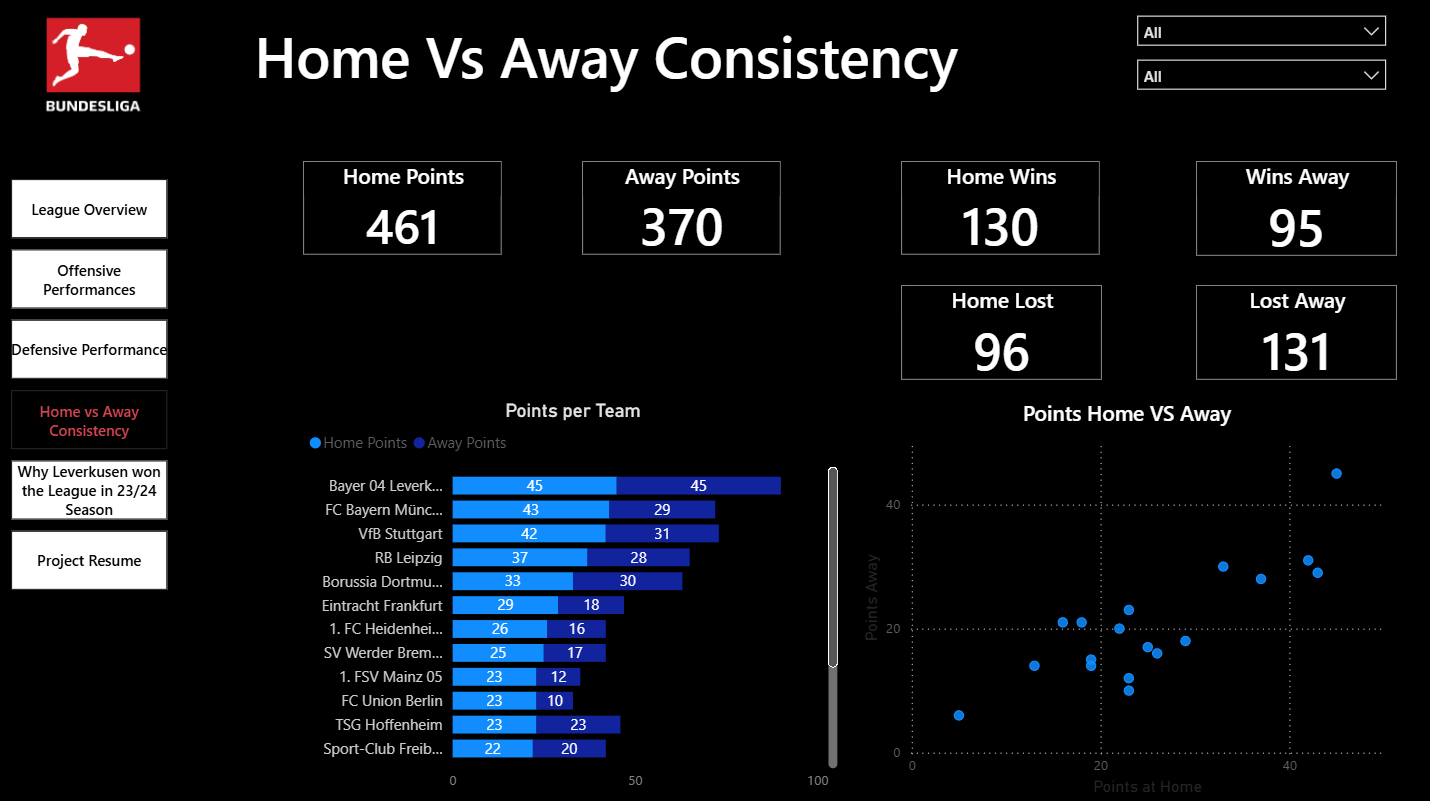 BUNDESLIGA
Home Vs Away Consistency
All
All
League Overview
Offensive
Performances
Defensive Performance
Home vs Away
Consistency
Why Leverkusen won
the League in 23/24
Season
Project Resume
Home Points
461
Away Points
370
Home Wins
130
Wins Away
95
Home Lost
96
Lost Away
131
Points per Team
Home Points Away Points
Bayer 04 Leverk... 45 45
FC Bayern Münc... 43 29
VfB Stuttgart 42 31
RB Leipzig 37 28
Borussia Dortmu... 33 30
Eintracht Frankfurt 29 18
1. FC Heidenhei... 26 16
SV Werder Brem... 25 17
1. FSV Mainz 05 23 12
FC Union Berlin 23 10
TSG Hoffenheim 23 23
Sport-Club Freib... 22 20
0 50 100
Points Home VS Away
Points Away
40
20
0
0 20 40
Points at Home